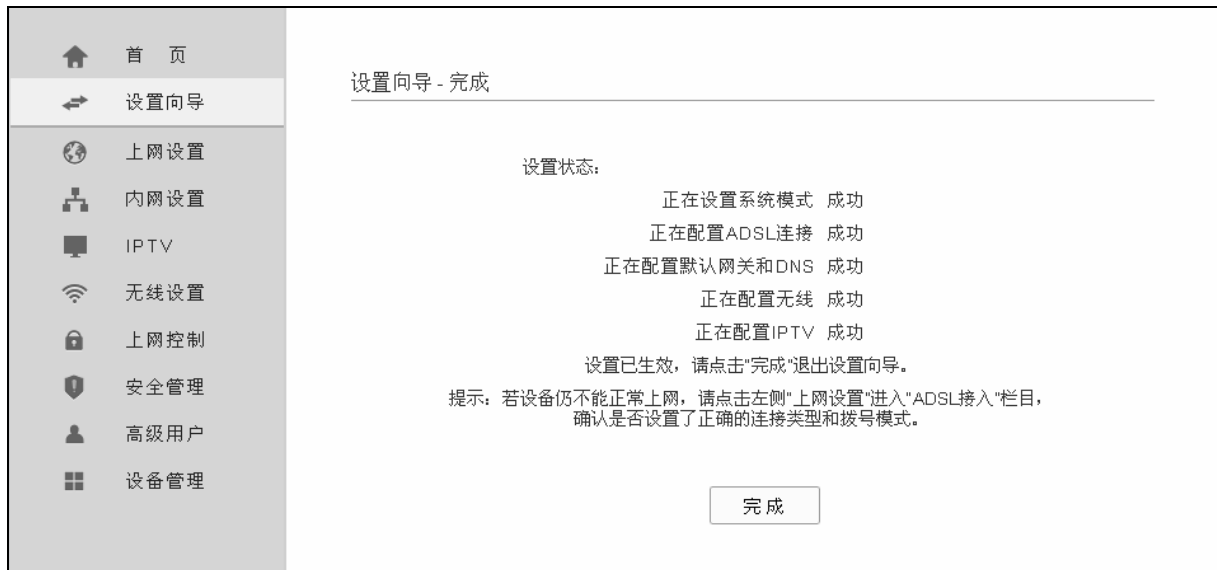 首 页
设置向导
上网设置
内网设置
IPTV
无线设置
上网控制
安全管理
高级用户
设备管理
设置向导 - 完成
设置状态：
正在设置系统模式 成功
正在配置ADSL连接 成功
正在配置默认网关和DNS 成功
正在配置无线 成功
正在配置IPTV 成功
设置已生效，请点击"完成"退出设置向导。
提示：若设备仍不能正常上网，请点击左侧"上网设置"进入"ADSL接入"栏目，
确认是否设置了正确的连接类型和拨号模式。
完成